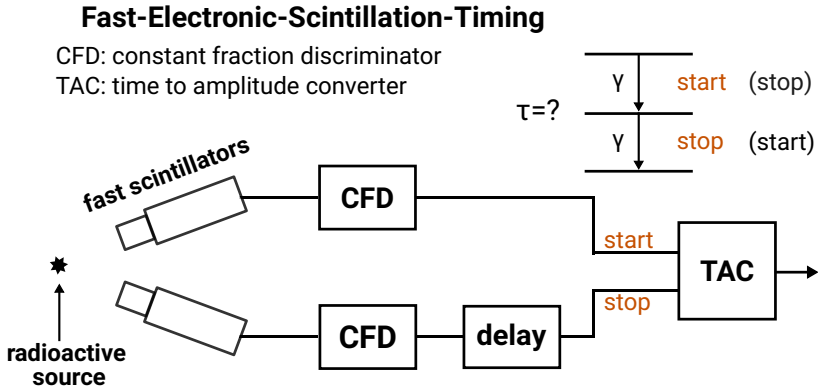 Fast-Electronic-Scintillation-Timing
CFD: constant fraction discriminator
TAC: time to amplitude converter
γ start (stop)
τ=?
γ stop (start)
fast scintillators
CFD
start
TAC
stop
CFD
delay
radioactive
source